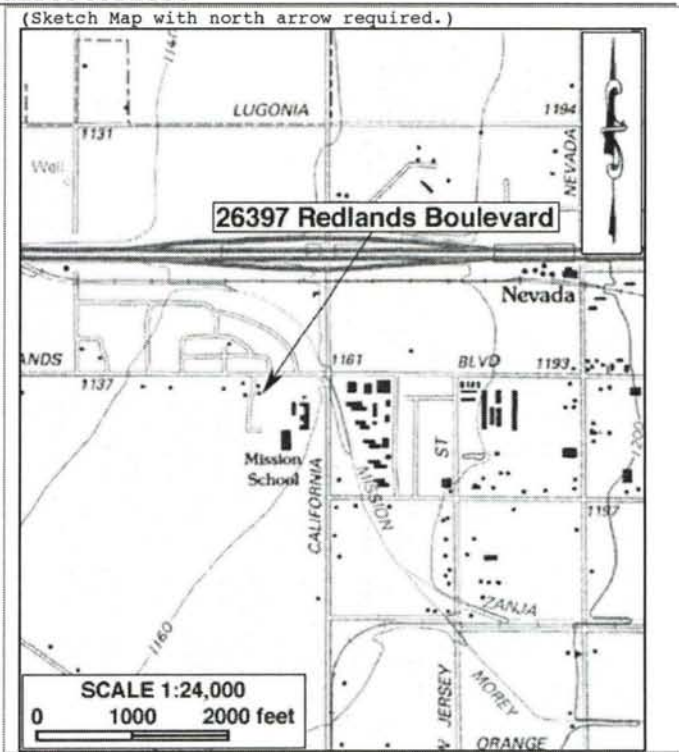 (Sketch Map with north arrow required.)
1160
LUGONIA
1194
1131
NEVADA
Well
26397 Redlands Boulevard
Nevada
ANDS
1161
BLVD
1193
1137
ST
1200
Mission
School
CALIFORNIA
MISSION
1197
ZANJA
1160
SCALE 1:24,000
0 1000 2000 feet
JERSEY
MOREY
ORANGE